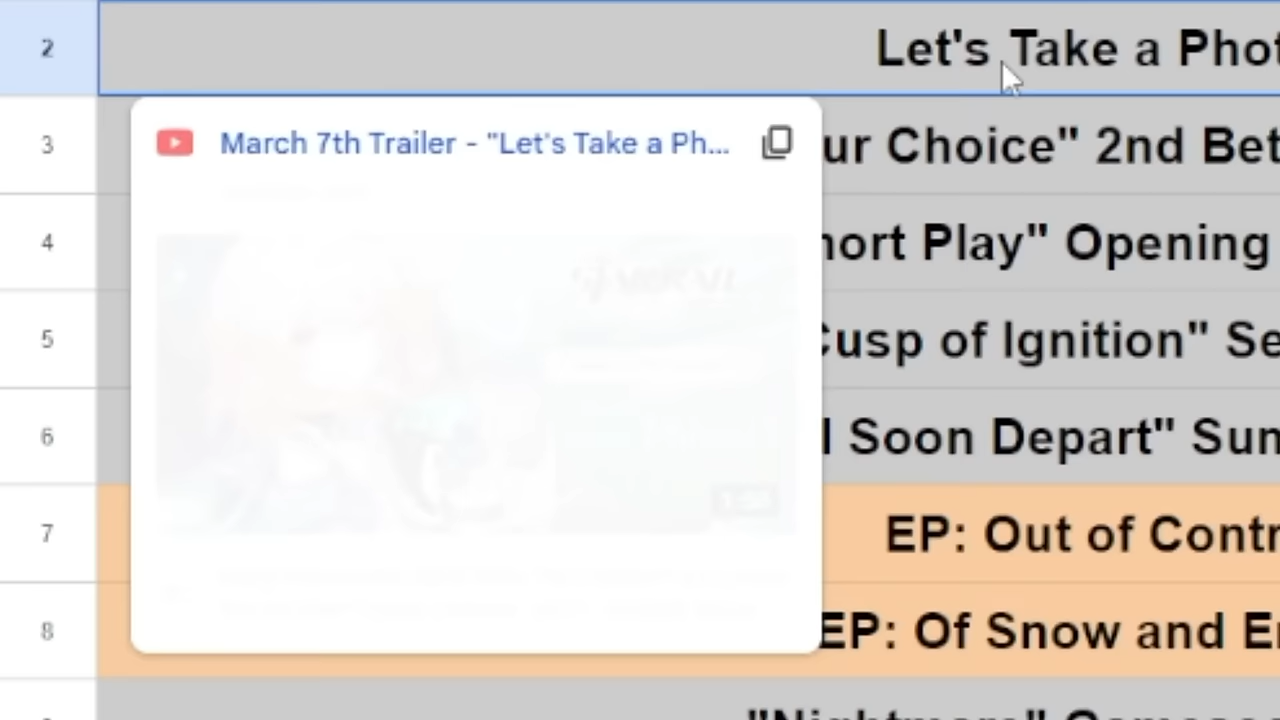 2
Let's Take a Phot
March 7th Trailer - "Let's Take a Ph...
3
ur Choice" 2nd Bet
4
hort Play" Opening
5
Cusp of Ignition" Se
6
l Soon Depart" Sun
7
EP: Out of Contr
8
EP: Of Snow and E